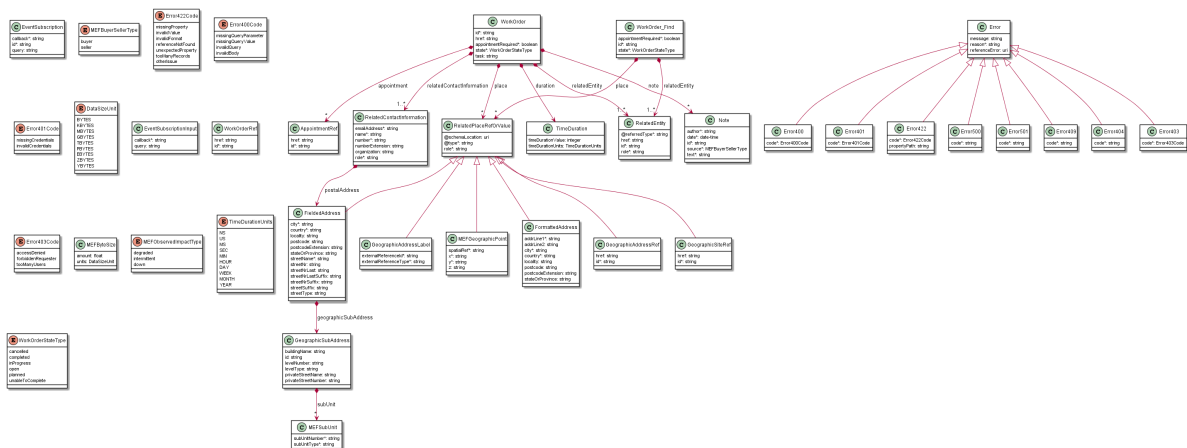 EventSubscription
callback*: string
id*: string
query: string
MEFBuyerSellerType
buyer
seller
Error422Code
missingProperty
invalidValue
invalidFormat
referenceNotFound
unexpectedProperty
tooManyRecords
otherIssue
Error400Code
missingQueryParameter
missingQueryValue
invalidQuery
invalidBody
WorkOrder
id*: string
href: string
appointmentRequired*: boolean
state*: WorkOrderStateType
task: string
WorkOrder_Find
appointmentRequired*: boolean
id*: string
state*: WorkOrderStateType
Error
message: string
reason*: string
referenceError: uri
appointment
relatedContactInformation
place
duration
relatedEntity
note
place
relatedEntity
*
1..*
*
*
1..*
*
Error401Code
missingCredentials
invalidCredentials
DataSizeUnit
BYTES
KBYTES
MBYTES
GBYTES
TBYTES
PBYTES
EBYTES
ZBYTES
YBYTES
EventSubscriptionInput
callback*: string
query: string
WorkOrderRef
href: string
id*: string
AppointmentRef
href: string
id*: string
RelatedContactInformation
emailAddress*: string
name*: string
number*: string
numberExtension: string
organization: string
role*: string
RelatedPlaceRefOrValue
@schemaLocation: uri
@type*: string
role*: string
TimeDuration
timeDurationValue: integer
timeDurationUnits: TimeDurationUnits
RelatedEntity
@referredType*: string
href: string
id*: string
role*: string
Note
author*: string
date*: date-time
id*: string
source*: MEFBuyerSellerType
text*: string
Error400
code*: Error400Code
Error401
code*: Error401Code
Error422
code*: Error422Code
propertyPath: string
Error500
code*: string
Error501
code*: string
Error409
code*: string
Error404
code*: string
Error403
code*: Error403Code
postalAddress
Error403Code
accessDenied
forbiddenRequester
tooManyUsers
MEFByteSize
amount: float
units: DataSizeUnit
MEFObservedImpactType
degraded
intermittent
down
TimeDurationUnits
NS
US
MS
SEC
MIN
HOUR
DAY
WEEK
MONTH
YEAR
FieldedAddress
city*: string
country*: string
locality: string
postcode: string
postcodeExtension: string
stateOrProvince: string
streetName*: string
streetNr: string
streetNrLast: string
streetNrLastSuffix: string
streetNrSuffix: string
streetSuffix: string
streetType: string
GeographicAddressLabel
externalReferenceId*: string
externalReferenceType*: string
MEFGeographicPoint
spatialRef*: string
x*: string
y*: string
z: string
FormattedAddress
addrLine1*: string
addrLine2: string
city*: string
country*: string
locality: string
postcode: string
postcodeExtension: string
stateOrProvince: string
GeographicAddressRef
href: string
id*: string
GeographicSiteRef
href: string
id*: string
geographicSubAddress
WorkOrderStateType
cancelled
completed
inProgress
open
planned
unableToComplete
GeographicSubAddress
buildingName: string
id: string
levelNumber: string
levelType: string
privateStreetName: string
privateStreetNumber: string
subUnit
*
MEFSubUnit
subUnitNumber*: string
subUnitType*: string